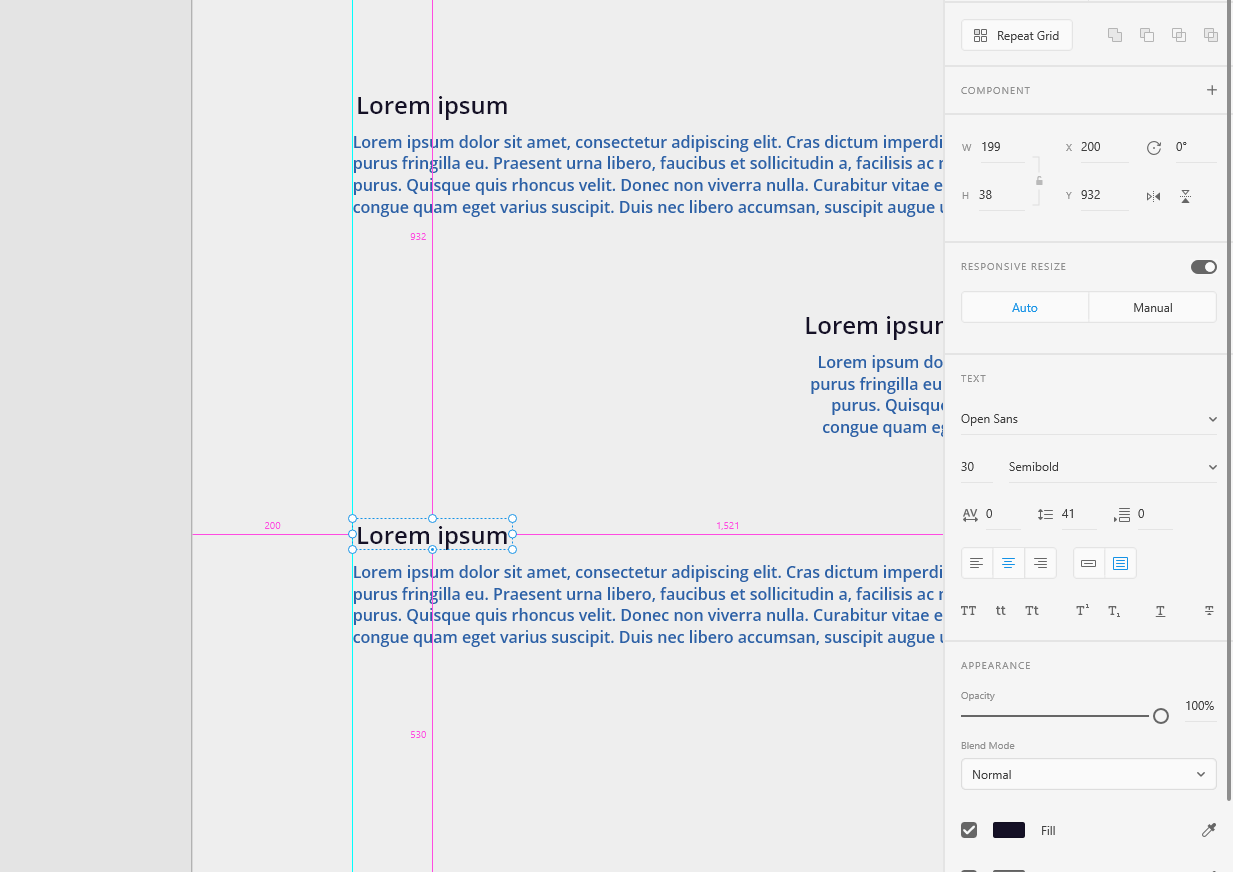 Repeat Grid
COMPONENT
Lorem ipsum
Lorem ipsum dolor sit amet, consectetur adipiscing elit. Cras dictum imperdi
purus fringilla eu. Praesent urna libero, faucibus et sollicitudin a, facilisis ac
purus. Quisque quis rhoncus velit. Donec non viverra nulla. Curabitur vitae e
congue quam eget varius suscipit. Duis nec libero accumsan, suscipit augue
932
Lorem ipsu
Lorem ipsum do
purus fringilla eu
purus. Quisque
congue quam eg
200
1,521
Lorem ipsum
Lorem ipsum dolor sit amet, consectetur adipiscing elit. Cras dictum imperdi
purus fringilla eu. Praesent urna libero, faucibus et sollicitudin a, facilisis ac
purus. Quisque quis rhoncus velit. Donec non viverra nulla. Curabitur vitae e
congue quam eget varius suscipit. Duis nec libero accumsan, suscipit augue
530
W 199 X 200 0°
H 38 Y 932
RESPONSIVE RESIZE
Auto Manual
TEXT
Open Sans
30 Semibold
AV 0 41 0
TT tt Tt T¹ T₁ T T
APPEARANCE
Opacity
100%
Blend Mode
Normal
Fill